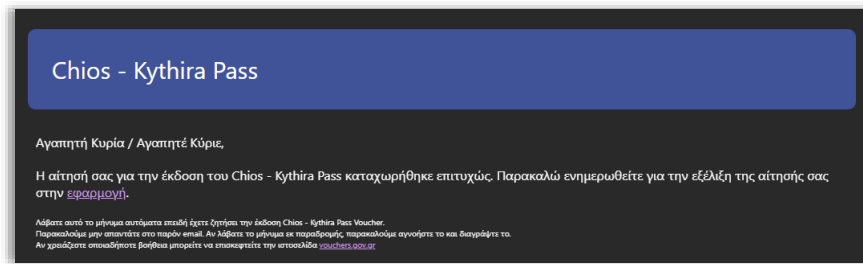 Chios - Kythira Pass
Αγαπητή Κυρία / Αγαπητέ Κύριε,
Η αίτησή σας για την έκδοση του Chios - Kythira Pass καταχωρήθηκε επιτυχώς. Παρακαλώ ενημερωθείτε για την εξέλιξη της αίτησής σας
στην εφαρμογή.
Λάβατε αυτό το μήνυμα αυτόματα επειδή έχετε ζητήσει την έκδοση Chios - Kythira Pass Voucher.
Παρακαλούμε μην απαντάτε στο παρόν email. Αν λάβατε το μήνυμα εκ παραδρομής, παρακαλούμε αγνοήστε το και διαγράψτε το.
Αν χρειάζεστε οποιαδήποτε βοήθεια μπορείτε να επισκεφτείτε την ιστοσελίδα vouchers.gov.gr